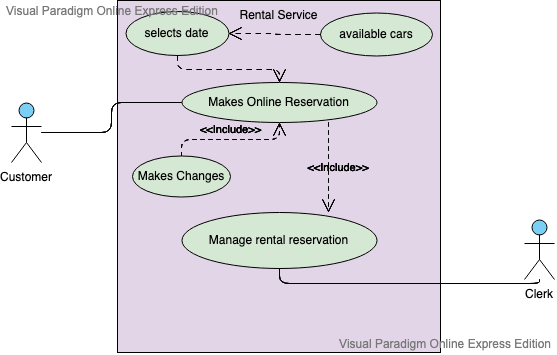 Visual Paradigm Online Express Edition
Rental Service
selects date
available cars
Makes Online Reservation
<<Include>>
<<Include>>
Makes Changes
Customer
Manage rental reservation
Clerk
Visual Paradigm Online Express Edition